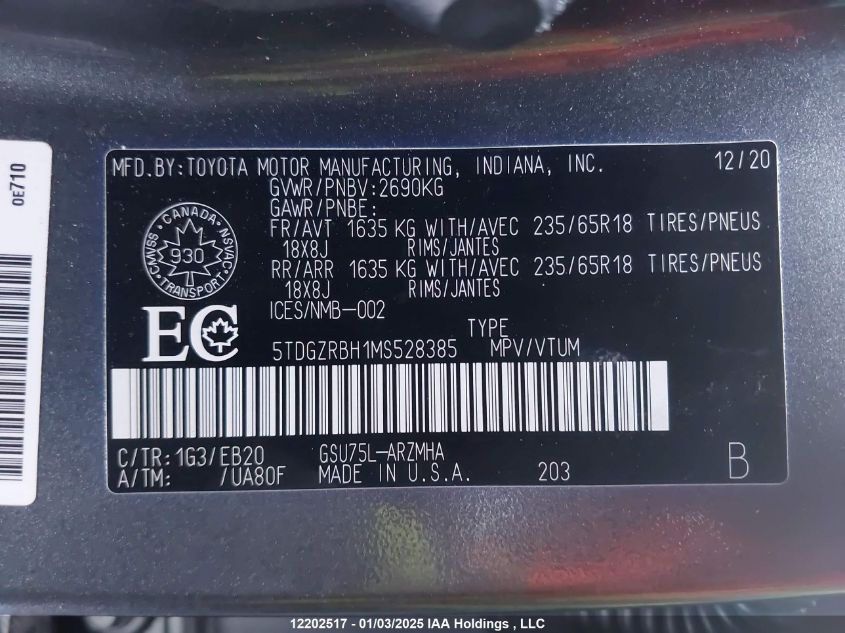 0E710
MFD.BY:TOYOTA MOTOR MANUFACTURING, INDIANA, INC. 12/20
GVWR/PNBV:2690KG
GAWR/PNBE:
FR/AVT 1635 KG WITH/AVEC 235/65R18 TIRES/PNEUS
18X8J RIMS/JANTES
RR/ARR 1635 KG WITH/AVEC 235/65R18 TIRES/PNEUS
18X8J RIMS/JANTES
ICES/NMB-002
CANADA
CMVSS 930 NSVAC
TRANSPORT
EC
TYPE
5TDGZRBH1MS528385 MPV/VTUM
C/TR:1G3/EB20 GSU75L-ARZMHA
A/TM: /UA80F MADE IN U.S.A. 203 B
12202517 - 01/03/2025 IAA Holdings , LLC